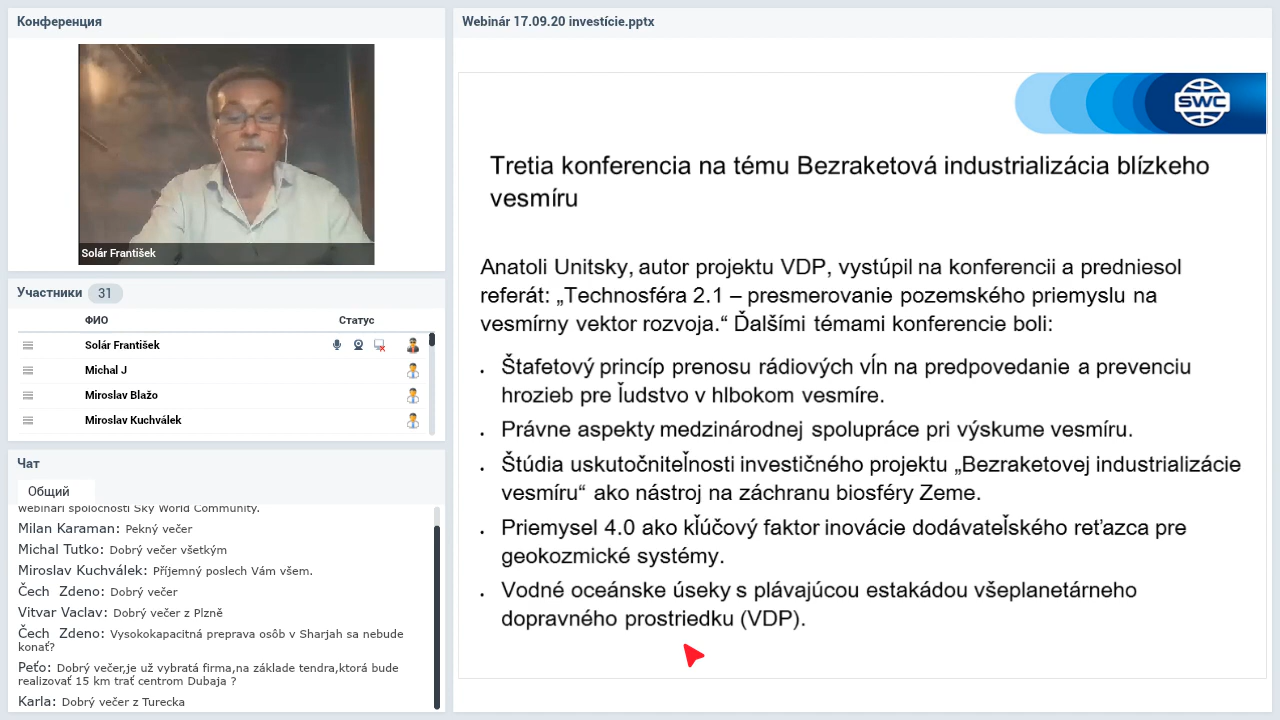 Конференция
Solár František
Участники 31
ФИО Статус
Solár František
Michal J
Miroslav Blažo
Miroslav Kuchválek
Чат
Общий
webinári spoločnosti Sky World Community.
Milan Karaman: Pekný večer
Michal Tutko: Dobrý večer všetkým
Miroslav Kuchválek: Příjemný poslech Vám všem.
Čech Zdeno: Dobrý večer
Vitvar Vaclav: Dobrý večer z Plzně
Čech Zdeno: Vysokokapacitná preprava osôb v Sharjah sa nebude
konať?
Peťo: Dobrý večer,je už vybratá firma,na základe tendra,ktorá bude
realizovať 15 km trať centrom Dubaja ?
Karla: Dobrý večer z Turecka
Webinár 17.09.20 investície.pptx
SWC
Tretia konferencia na tému Bezraketová industrializácia blízkeho
vesmíru
Anatoli Unitsky, autor projektu VDP, vystúpil na konferencii a predniesol
referát: „Technosféra 2.1 – presmerovanie pozemského priemyslu na
vesmírny vektor rozvoja.“ Ďalšími témami konferencie boli:
• Štafetový princíp prenosu rádiových vĺn na predpovedanie a prevenciu
hrozieb pre ľudstvo v hlbokom vesmíre.
• Právne aspekty medzinárodnej spolupráce pri výskume vesmíru.
• Štúdia uskutočniteľnosti investičného projektu „Bezraketovej industrializácie
vesmíru“ ako nástroj na záchranu biosféry Zeme.
• Priemysel 4.0 ako kľúčový faktor inovácie dodávateľského reťazca pre
geokozmické systémy.
• Vodné oceánske úseky s plávajúcou estakádou všeplanetárneho
dopravného prostriedku (VDP).